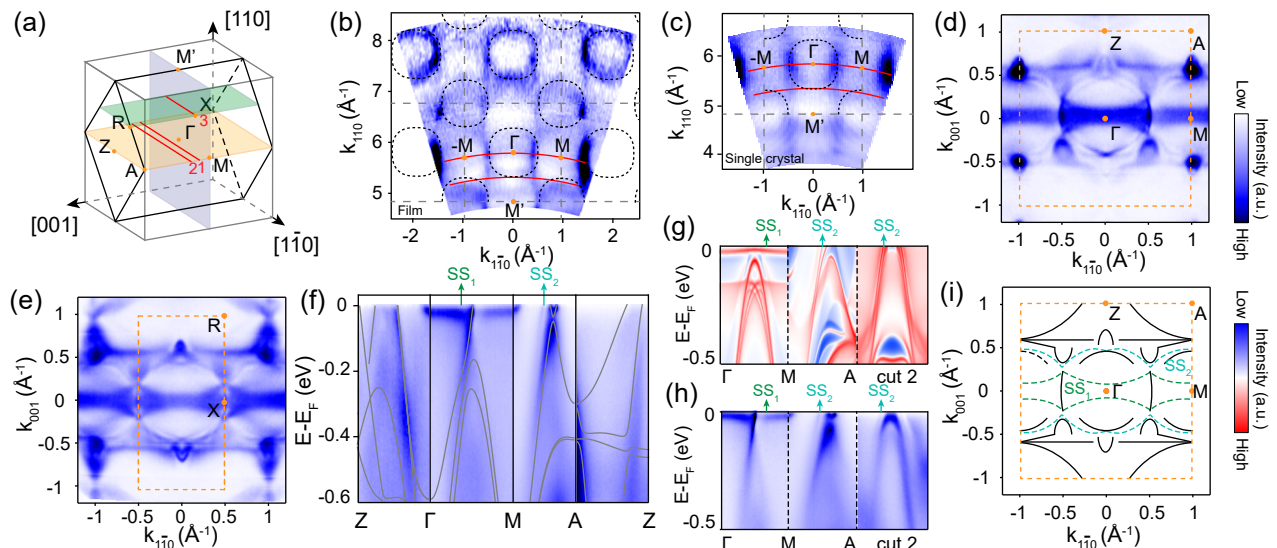 (a)
[110]
M'
X
3
R
Γ
Z
M
A
21
[001]
[11̄0]
(b)
8
7
6
5
k110 (Å-1)
-M
Γ
M
M'
Film
-2
-1
0
1
2
k11̄0 (Å-1)
(c)
6
5
4
k110 (Å-1)
-M
Γ
M
M'
Single crystal
-1
0
1
k11̄0 (Å-1)
(d)
1
0.5
0
-0.5
-1
k001 (Å-1)
Z
A
Γ
M
-1
-0.5
0
0.5
1
k11̄0 (Å-1)
Low
Intensity (a.u.)
High
(e)
1
0.5
0
-0.5
-1
k001 (Å-1)
R
X
-1
-0.5
0
0.5
1
k11̄0 (Å-1)
(f)
SS1
SS2
0
-0.2
-0.4
-0.6
E-EF (eV)
Z
Γ
M
A
Z
(g)
SS1
SS2
SS2
0
-0.5
E-EF (eV)
Γ
M
A
cut 2
(h)
SS1
SS2
SS2
0
-0.5
E-EF (eV)
Γ
M
A
cut 2
(i)
1
0.5
0
-0.5
-1
k001 (Å-1)
Z
A
SS2
SS1
Γ
M
-1
-0.5
0
0.5
1
k11̄0 (Å-1)
Low
Intensity (a.u.)
High